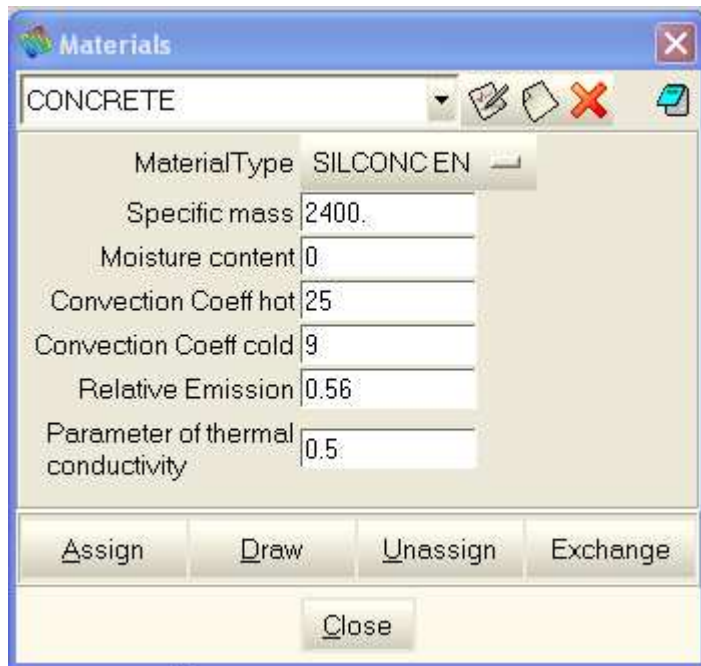 Materials
CONCRETE
MaterialType SILCONC EN
Specific mass 2400.
Moisture content 0
Convection Coeff hot 25
Convection Coeff cold 9
Relative Emission 0.56
Parameter of thermal
conductivity 0.5
Assign Draw Unassign Exchange
Close